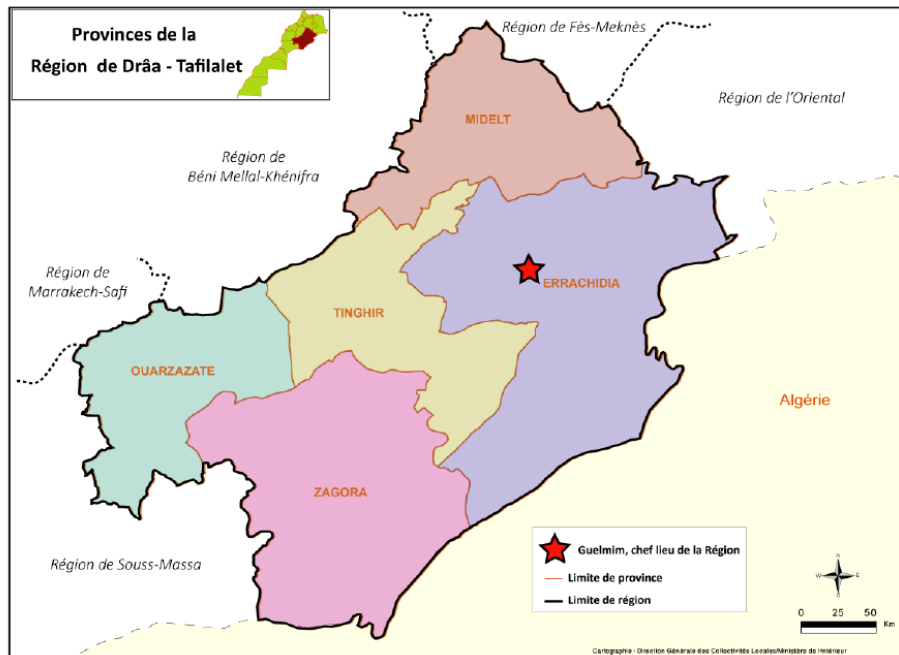 Provinces de la
Région de Drâa - Tafilalet
Région de Fès-Meknès
Région de l'Oriental
MIDELT
Région de
Béni Mellal-Khénifra
Région de
Marrakech-Safi
ERRACHIDIA
TINGHIR
OUARZAZATE
Algérie
ZAGORA
Région de Souss-Massa
Guelmim, chef lieu de la Région
Limite de province
Limite de région
N
W E
S
0 25 50
Km
Cartographie - Direction Générale des Collectivités Locales/Ministère de l'Intérieur